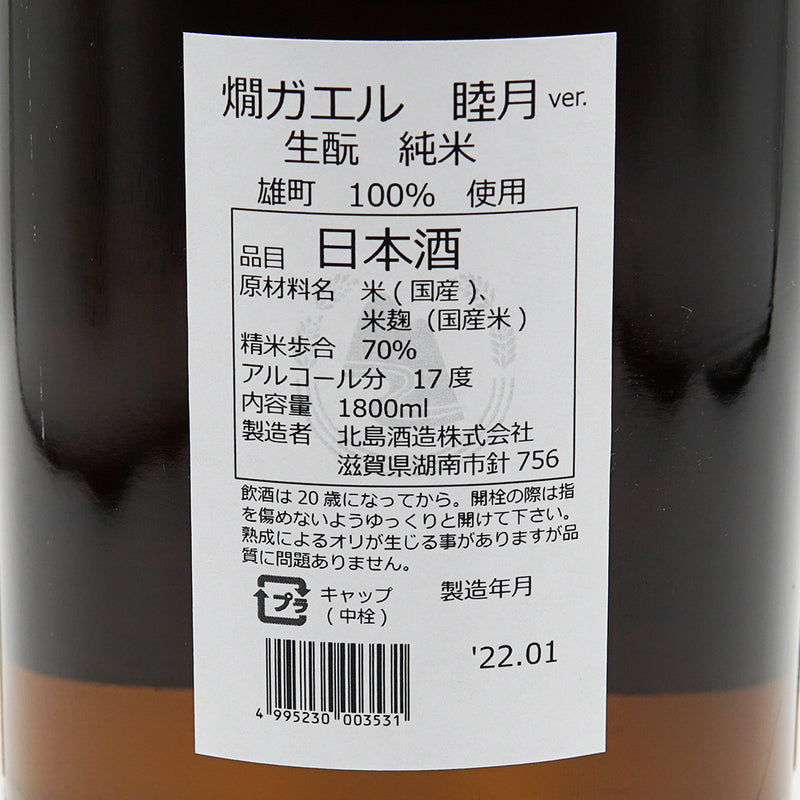 燗ガエル 睦月 ver.
生酛 純米
雄町 100% 使用
品目 日本酒
原材料名 米(国産)、
米麹(国産米)
精米歩合 70%
アルコール分 17度
内容量 1800ml
製造者 北島酒造株式会社
滋賀県湖南市針756
飲酒は20歳になってから。開栓の際は指
を傷めないようゆっくりと開けて下さい。
熟成によるオリが生じる事がありますが品
質に問題ありません。
プラ キャップ
(中栓)
製造年月
'22.01
4 995230 003531